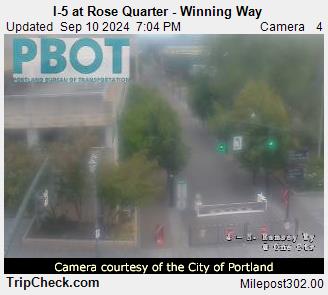 I-5 at Rose Quarter - Winning Way
Updated Sep 10 2024 7:04 PM Camera 4
PBOT
PORTLAND BUREAU OF TRANSPORTATION
Camera courtesy of the City of Portland
TripCheck.com Milepost302.00